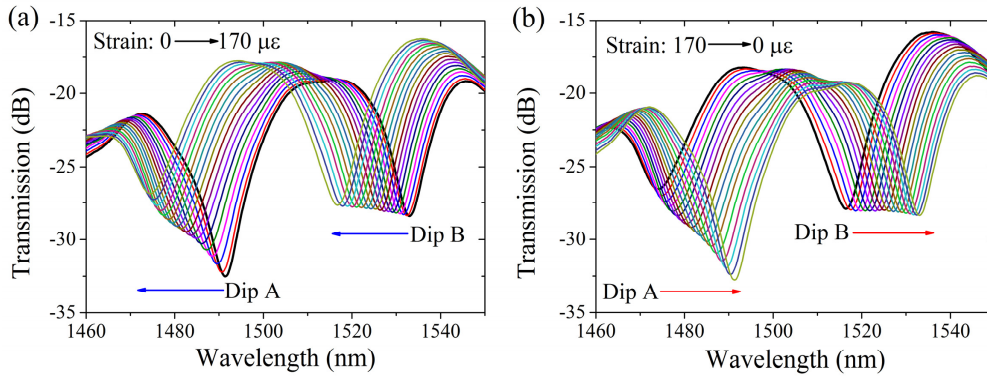 (a)
Strain: 0 → 170 με
Dip B
Dip A
-15
-20
-25
-30
-35
Transmission (dB)
1460 1480 1500 1520 1540
Wavelength (nm)
(b)
Strain: 170 → 0 με
Dip B
Dip A
-15
-20
-25
-30
-35
Transmission (dB)
1460 1480 1500 1520 1540
Wavelength (nm)